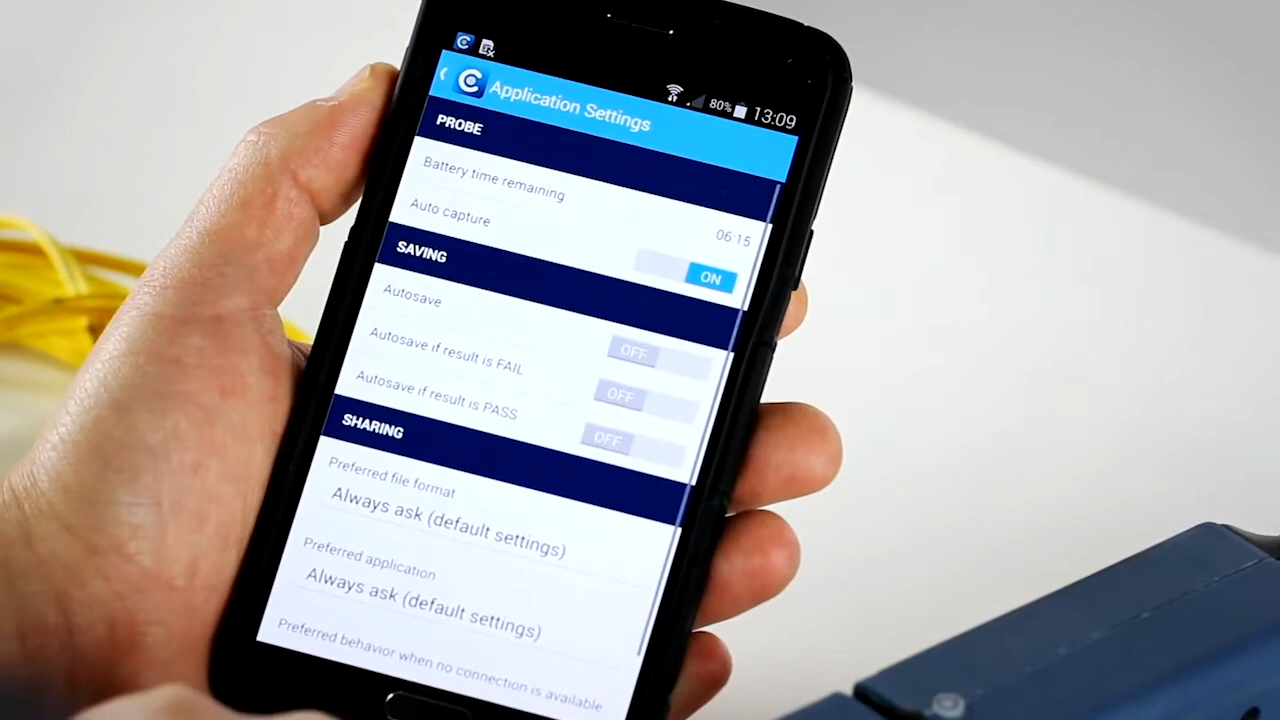 80% 13:09
Application Settings
PROBE
Battery time remaining
06:15
Auto capture
ON
SAVING
Autosave
OFF
Autosave if result is FAIL
OFF
Autosave if result is PASS
OFF
SHARING
Preferred file format
Always ask (default settings)
Preferred application
Always ask (default settings)
Preferred behavior when no connection is available